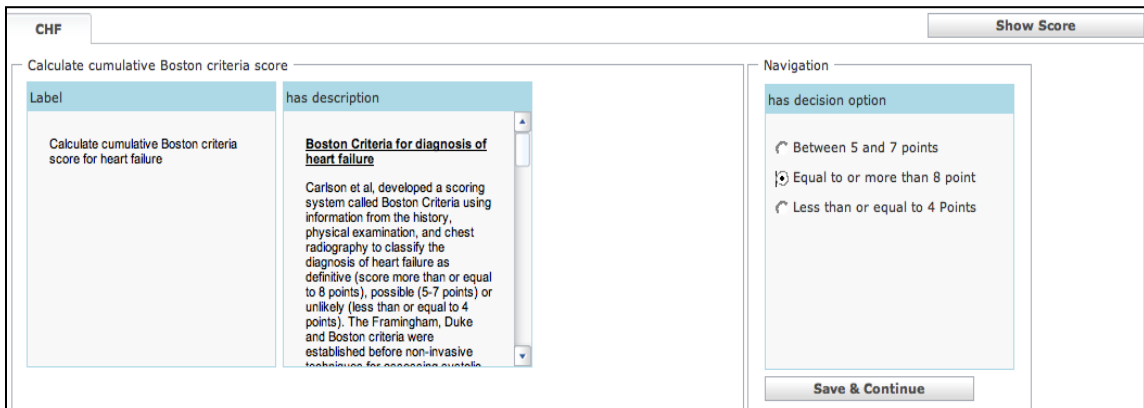 CHF
Show Score
Calculate cumulative Boston criteria score
Label
Calculate cumulative Boston criteria
score for heart failure
has description
Boston Criteria for diagnosis of
heart failure
Carlson et al, developed a scoring
system called Boston Criteria using
information from the history,
physical examination, and chest
radiography to classify the
diagnosis of heart failure as
definitive (score more than or equal
to 8 points), possible (5-7 points) or
unlikely (less than or equal to 4
points). The Framingham, Duke
and Boston criteria were
established before non-invasive
techniques for assessing systolic
Navigation
has decision option
Between 5 and 7 points
Equal to or more than 8 point
Less than or equal to 4 Points
Save & Continue